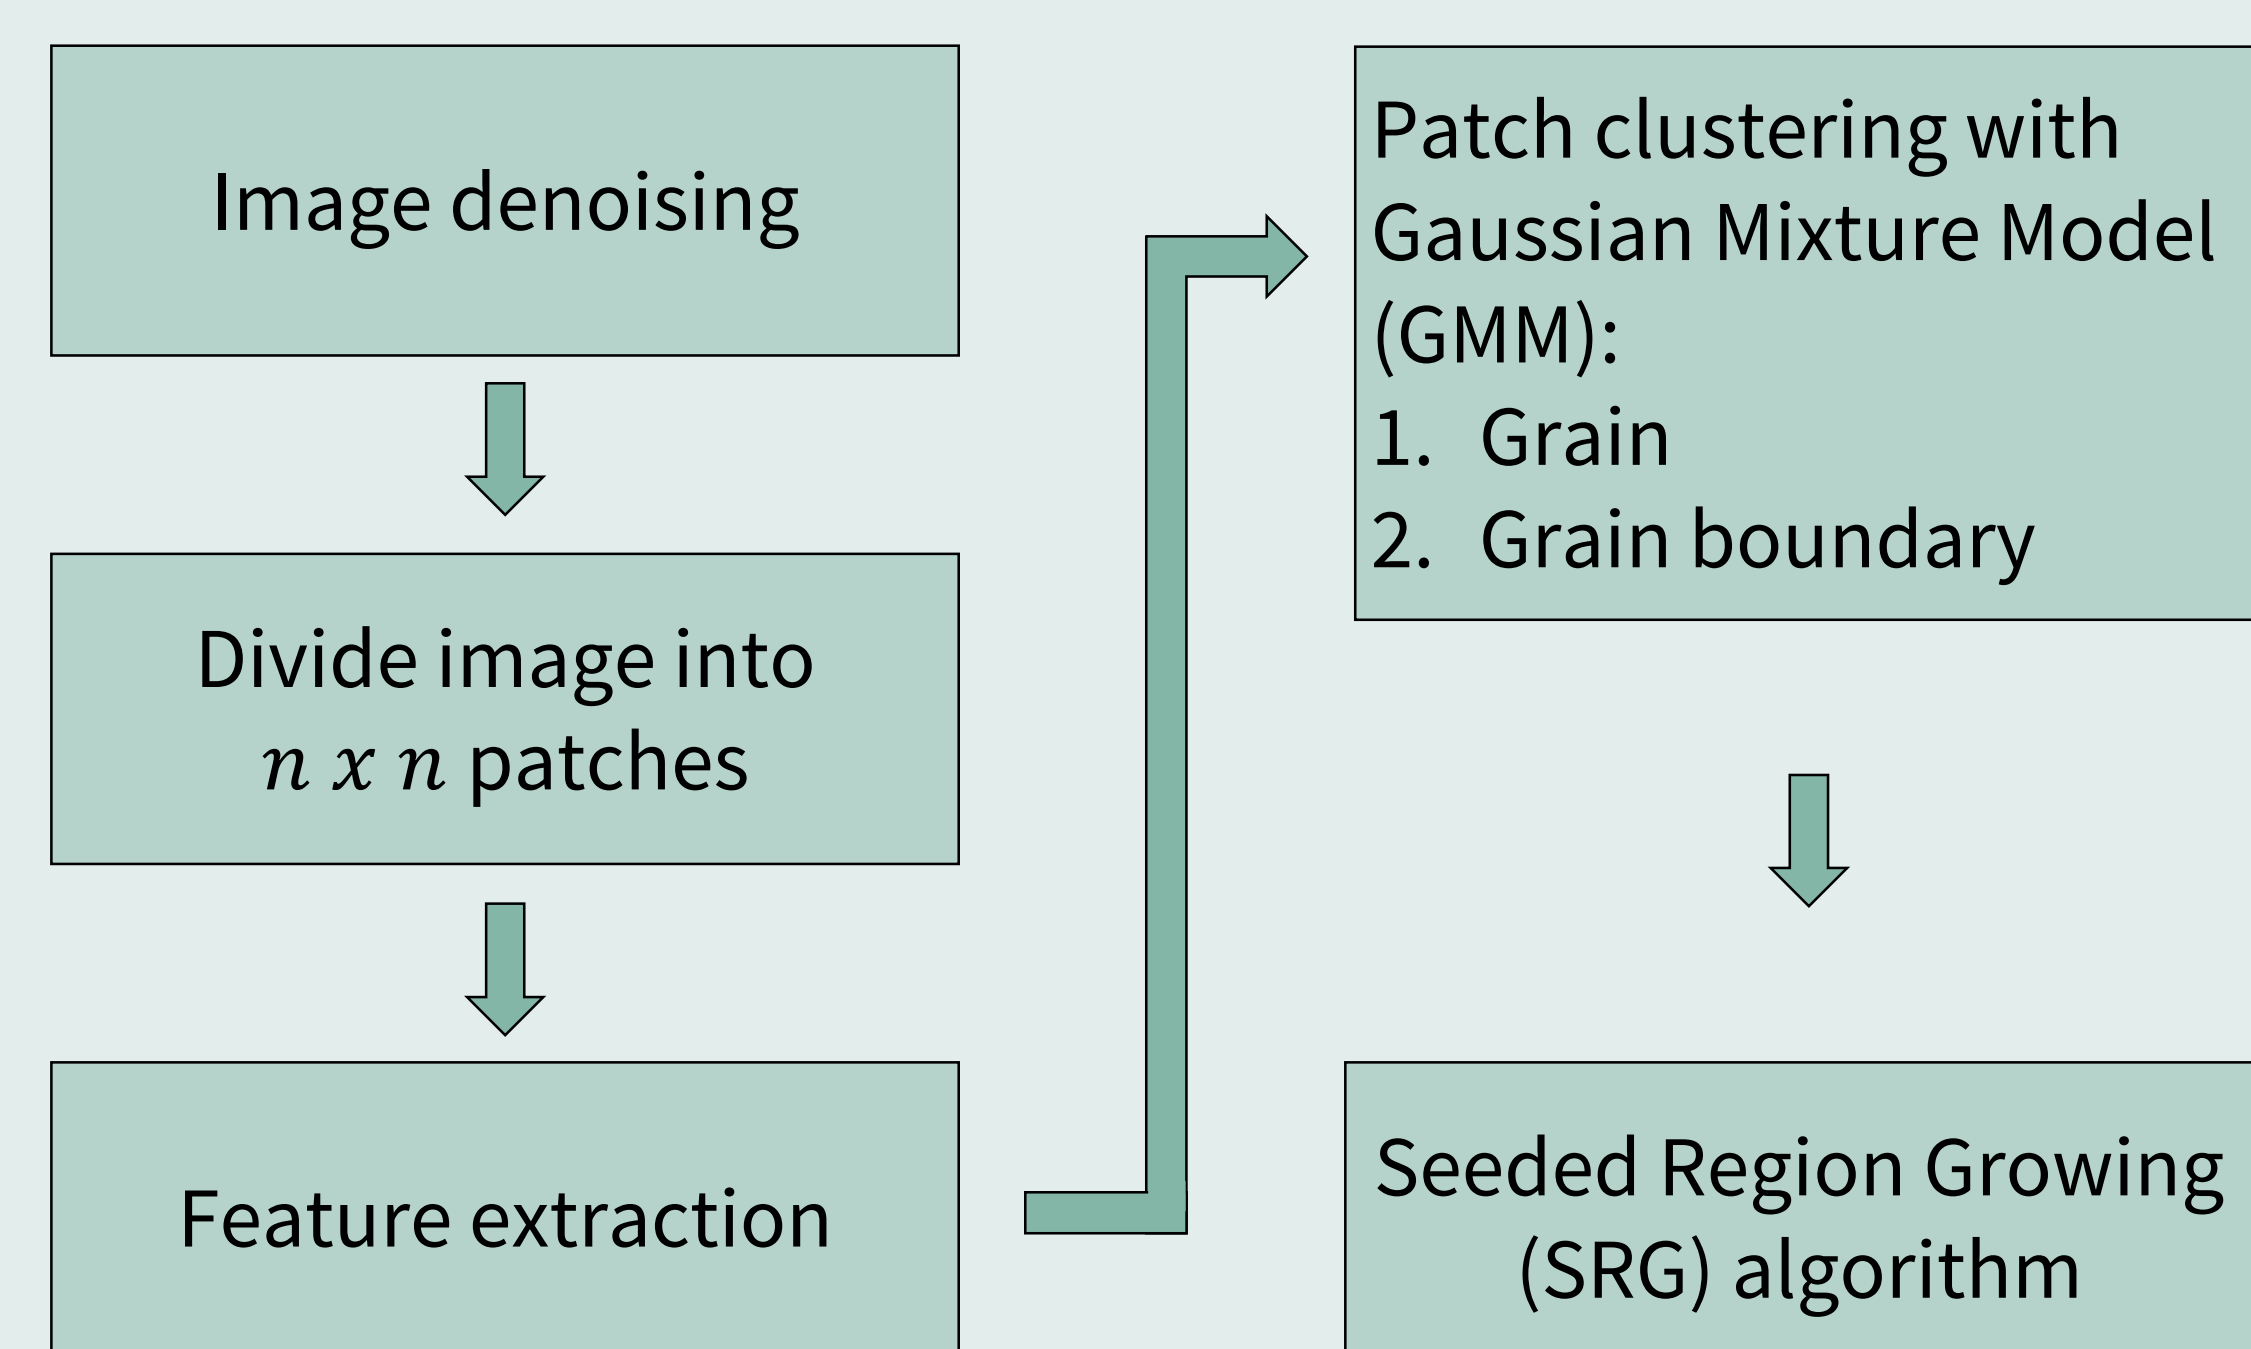 Image denoising
Divide image into
n x n patches
Feature extraction
Patch clustering with
Gaussian Mixture Model
(GMM):
1. Grain
2. Grain boundary
Seeded Region Growing
(SRG) algorithm